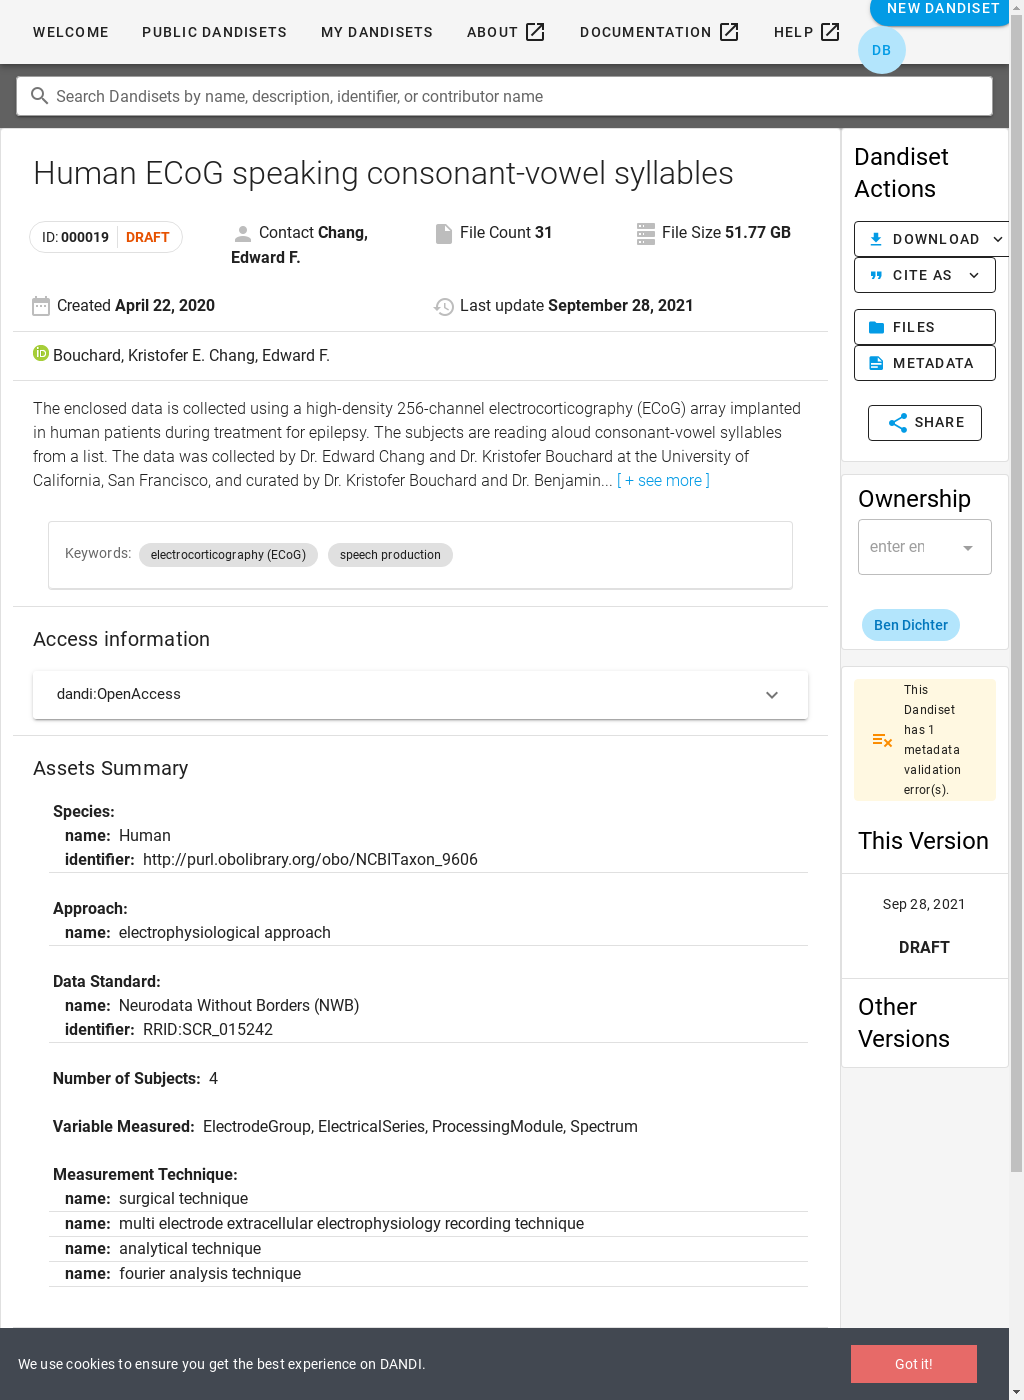 WELCOME PUBLIC DANDISETS MY DANDISETS ABOUT DOCUMENTATION HELP NEW DANDISET
DB
Search Dandisets by name, description, identifier, or contributor name
Human ECoG speaking consonant-vowel syllables
ID: 000019 DRAFT
Contact Chang, Edward F.
File Count 31
File Size 51.77 GB
Created April 22, 2020
Last update September 28, 2021
Bouchard, Kristofer E. Chang, Edward F.
The enclosed data is collected using a high-density 256-channel electrocorticography (ECoG) array implanted
in human patients during treatment for epilepsy. The subjects are reading aloud consonant-vowel syllables
from a list. The data was collected by Dr. Edward Chang and Dr. Kristofer Bouchard at the University of
California, San Francisco, and curated by Dr. Kristofer Bouchard and Dr. Benjamin... [ + see more ]
Keywords: electrocorticography (ECoG) speech production
Access information
dandi:OpenAccess
Assets Summary
Species:
name: Human
identifier: http://purl.obolibrary.org/obo/NCBITaxon_9606
Approach:
name: electrophysiological approach
Data Standard:
name: Neurodata Without Borders (NWB)
identifier: RRID:SCR_015242
Number of Subjects: 4
Variable Measured: ElectrodeGroup, ElectricalSeries, ProcessingModule, Spectrum
Measurement Technique:
name: surgical technique
name: multi electrode extracellular electrophysiology recording technique
name: analytical technique
name: fourier analysis technique
Dandiset
Actions
DOWNLOAD
CITE AS
FILES
METADATA
SHARE
Ownership
enter en
Ben Dichter
This
Dandiset
has 1
metadata
validation
error(s).
This Version
Sep 28, 2021
DRAFT
Other
Versions
We use cookies to ensure you get the best experience on DANDI.
Got it!